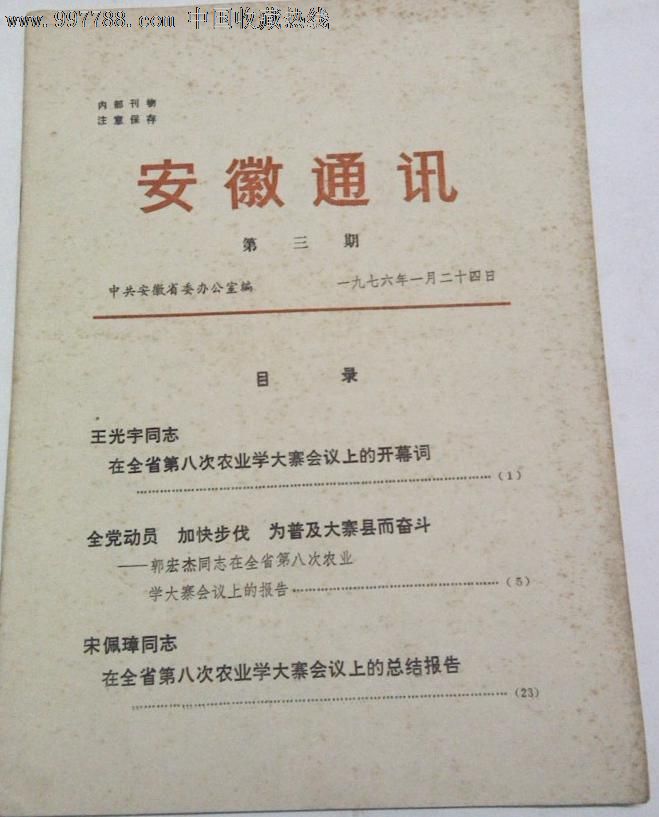 www.997788.com 中国收藏热线
内部刊物
注意保存
安徽通讯
第三期
中共安徽省委办公室编 一九七六年一月二十四日
目录
王光宇同志
在全省第八次农业学大寨会议上的开幕词
……………………………………………………(1)
全党动员 加快步伐 为普及大寨县而奋斗
——郭宏杰同志在全省第八次农业
学大寨会议上的报告……………………………(5)
宋佩璋同志
在全省第八次农业学大寨会议上的总结报告
……………………………………………………(23)